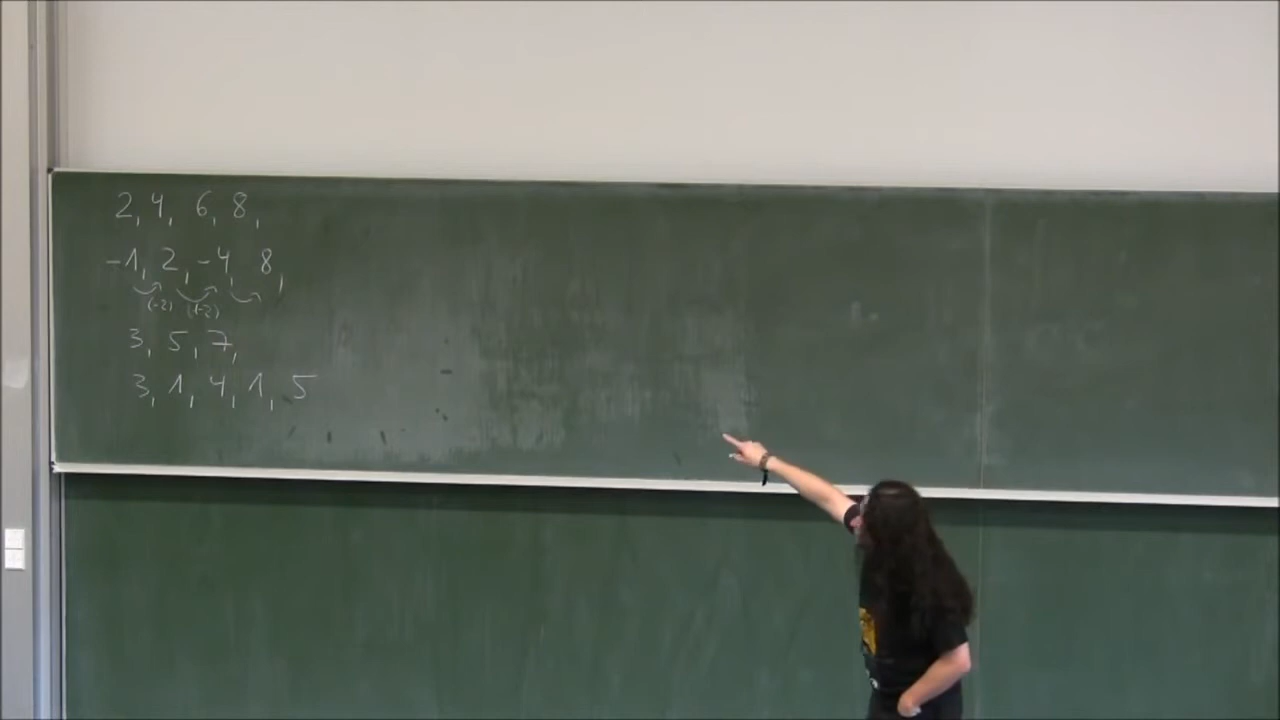 2, 4, 6, 8,
-1, 2, -4, 8,
(-2) (-2)
3, 5, 7,
3, 1, 4, 1, 5